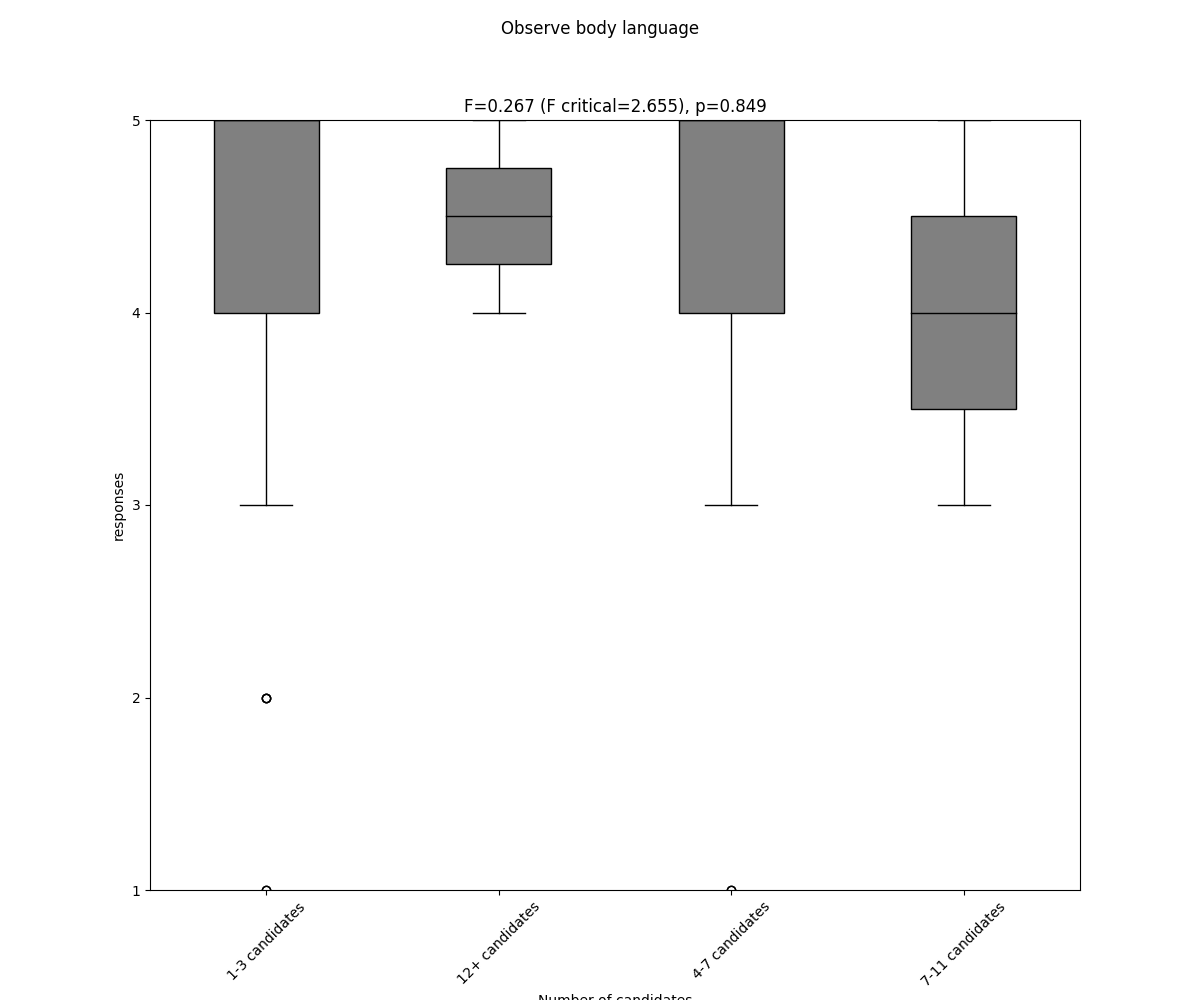 Observe body language
F=0.267 (F critical=2.655), p=0.849
5
4
3
2
1
responses
1-3 candidates
12+ candidates
4-7 candidates
7-11 candidates
Number of candidates